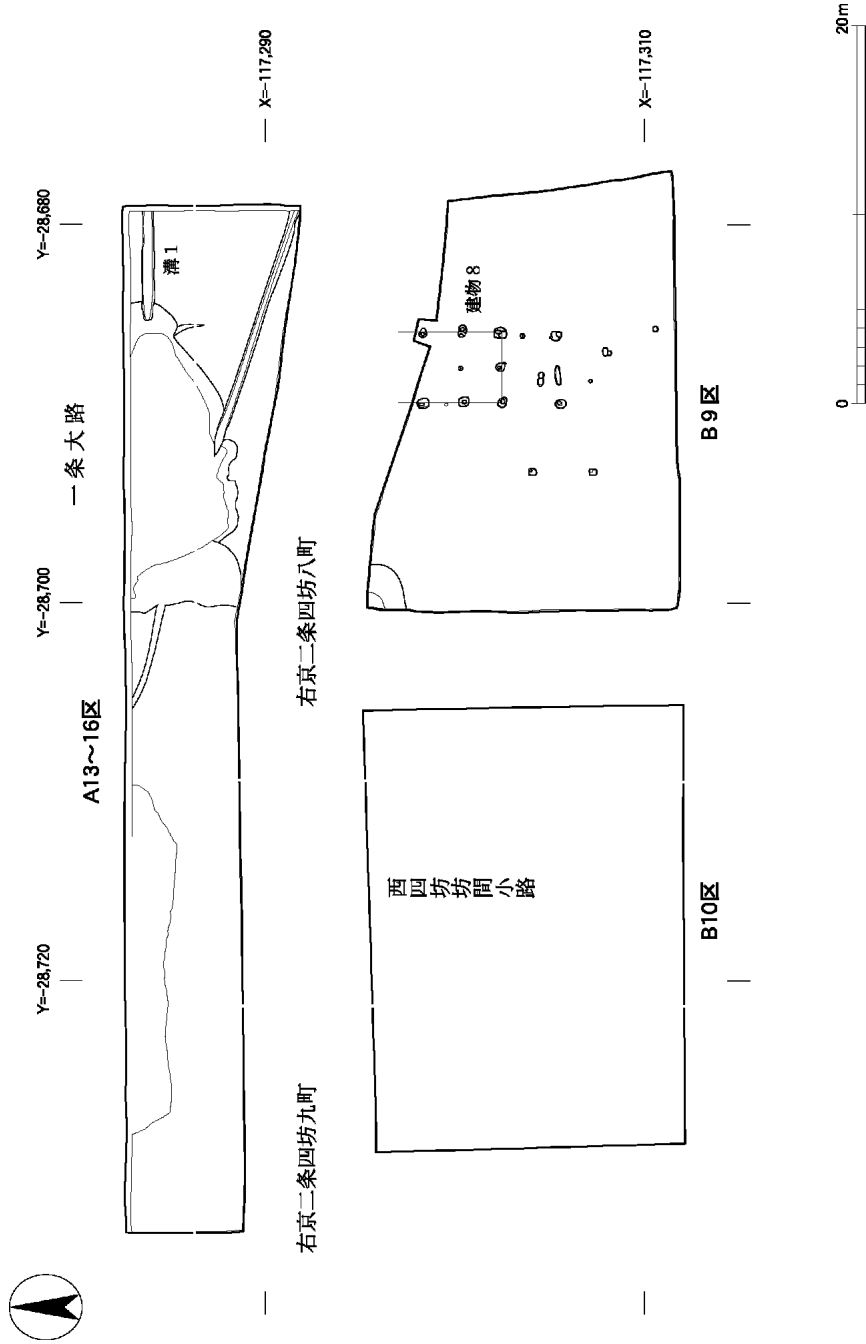 Y=-28,720
Y=-28,700
Y=-28,680
A13～16区
一条大路
溝1
X=-117,290
右京二条四坊九町
右京二条四坊八町
西四坊坊間小路
建物8
X=-117,310
B10区
B9区
0
20m